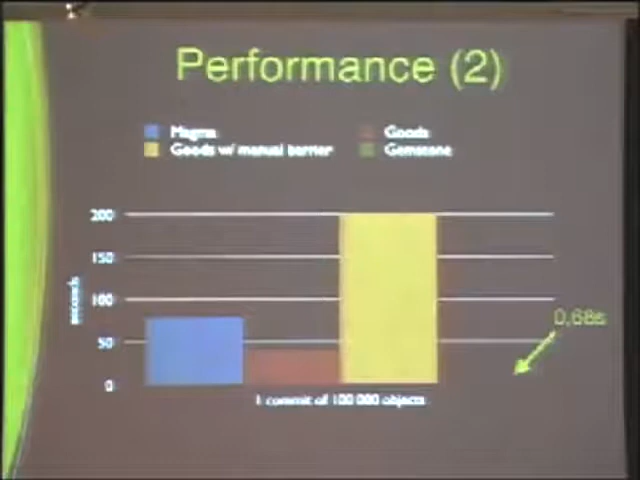 Performance (2)
Magma
Goods
Goods w/ manual barrier
Gemstone
200
150
100
50
0
seconds
0,68s
1 commit of 100 000 objects